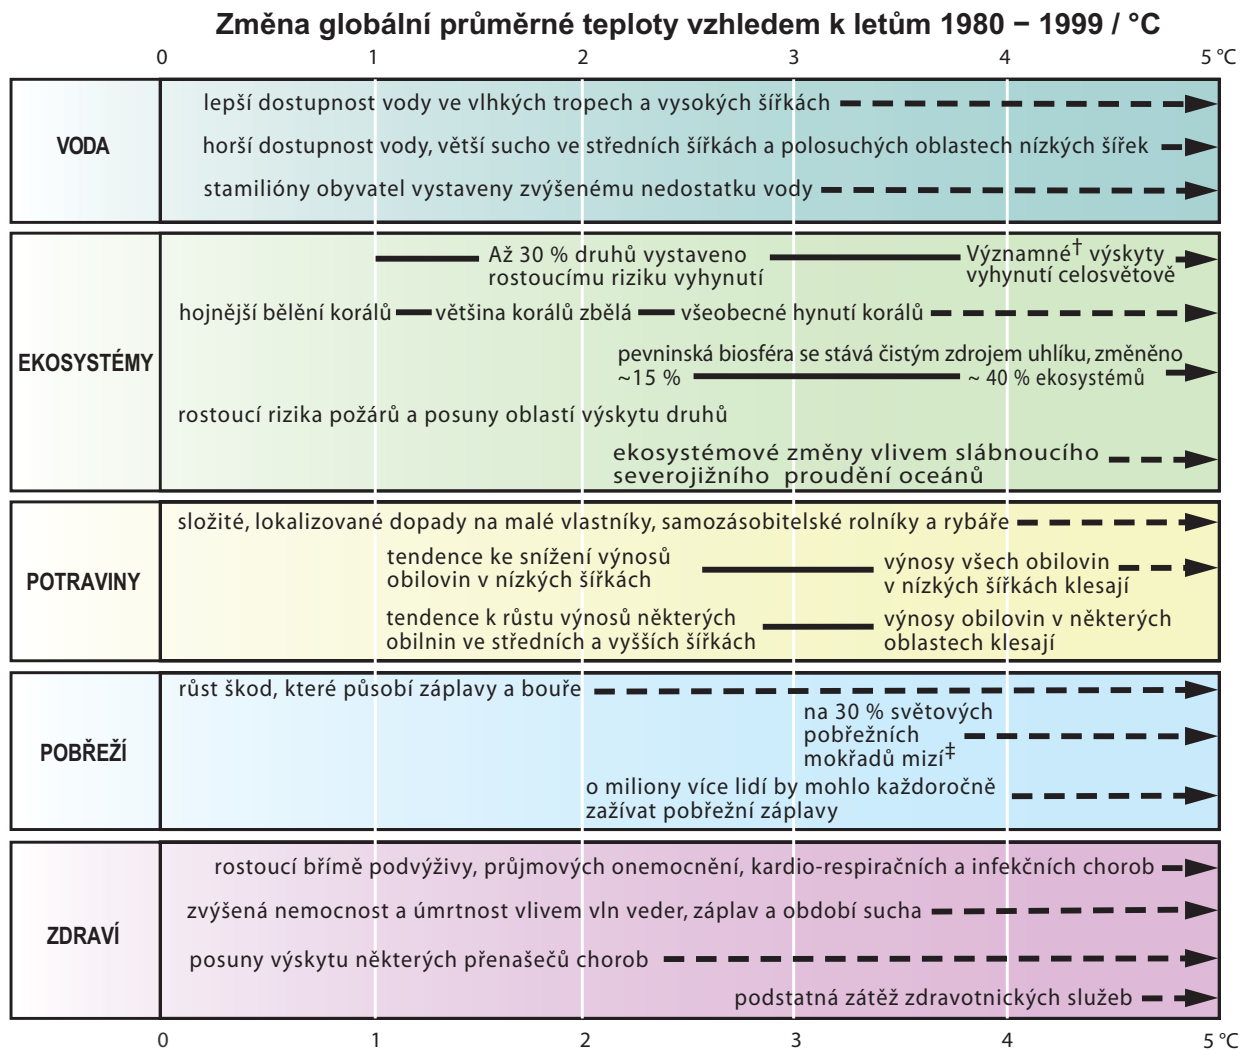 Změna globální průměrné teploty vzhledem k letům 1980 – 1999 / °C
0 1 2 3 4 5 °C
VODA
lepší dostupnost vody ve vlhkých tropech a vysokých šířkách
horší dostupnost vody, větší sucho ve středních šířkách a polosuchých oblastech nízkých šířek
stamilióny obyvatel vystaveny zvýšenému nedostatku vody
EKOSYSTÉMY
Až 30 % druhů vystaveno
rostoucímu riziku vyhynutí
Významné† výskyty
vyhynutí celosvětově
hojnější bělění korálů
většina korálů zbělá
všeobecné hynutí korálů
pevninská biosféra se stává čistým zdrojem uhlíku, změněno
~15 %
~ 40 % ekosystémů
rostoucí rizika požárů a posuny oblastí výskytu druhů
ekosystémové změny vlivem slábnoucího
severojižního proudění oceánů
POTRAVINY
složité, lokalizované dopady na malé vlastníky, samozásobitelské rolníky a rybáře
tendence ke snížení výnosů
obilovin v nízkých šířkách
výnosy všech obilovin
v nízkých šířkách klesají
tendence k růstu výnosů některých
obilnin ve středních a vyšších šířkách
výnosy obilovin v některých
oblastech klesají
POBŘEŽÍ
růst škod, které působí záplavy a bouře
na 30 % světových
pobřežních
mokřadů mizí‡
o miliony více lidí by mohlo každoročně
zažívat pobřežní záplavy
ZDRAVÍ
rostoucí břímě podvýživy, průjmových onemocnění, kardio-respiračních a infekčních chorob
zvýšená nemocnost a úmrtnost vlivem vln veder, záplav a období sucha
posuny výskytu některých přenašečů chorob
podstatná zátěž zdravotnických služeb
0 1 2 3 4 5 °C